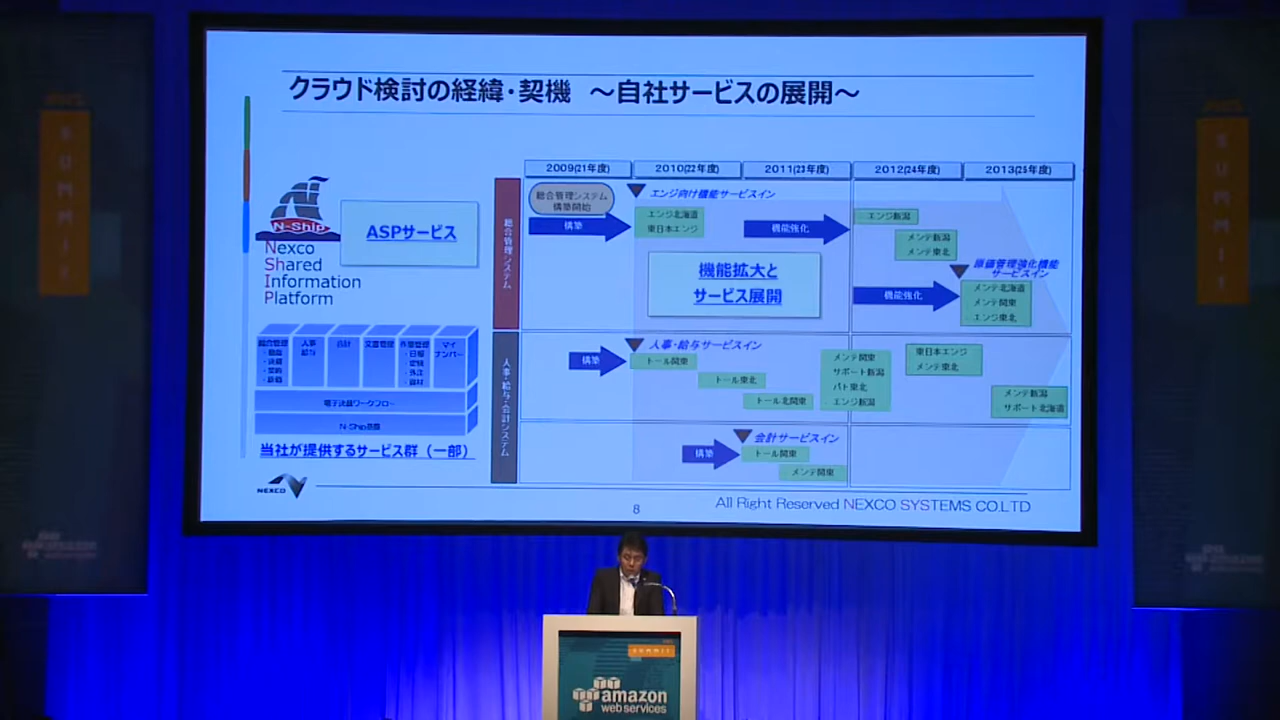 クラウド検討の経緯・契機 ～自社サービスの展開～
N-Ship
Nexco
Shared
Information
Platform
ASPサービス
総合管理
人事
給与
会計
文書管理
作業管理
・日報
・外注
・資材
マイ
ナンバー
電子決裁ワークフロー
N-Ship基盤
当社が提供するサービス群（一部）
2009(21年度)
2010(22年度)
2011(23年度)
2012(24年度)
2013(25年度)
総合管理システム
総合管理システム
構築開始
構築
エンジ向け機能サービスイン
エンジ北海道
東日本エンジ
機能強化
エンジ新潟
メンテ新潟
メンテ東北
機能拡大と
サービス展開
原価管理強化機能
サービスイン
機能強化
メンテ北海道
メンテ関東
エンジ東北
人事・給与・会計システム
構築
人事・給与サービスイン
トール関東
トール東北
トール北関東
メンテ関東
サポート新潟
パト東北
エンジ新潟
東日本エンジ
メンテ東北
メンテ新潟
サポート北海道
構築
会計サービスイン
トール関東
メンテ関東
NEXCO
8
All Right Reserved NEXCO SYSTEMS CO.LTD
SUMMIT
SUMMIT
SUMMIT
amazon
web services